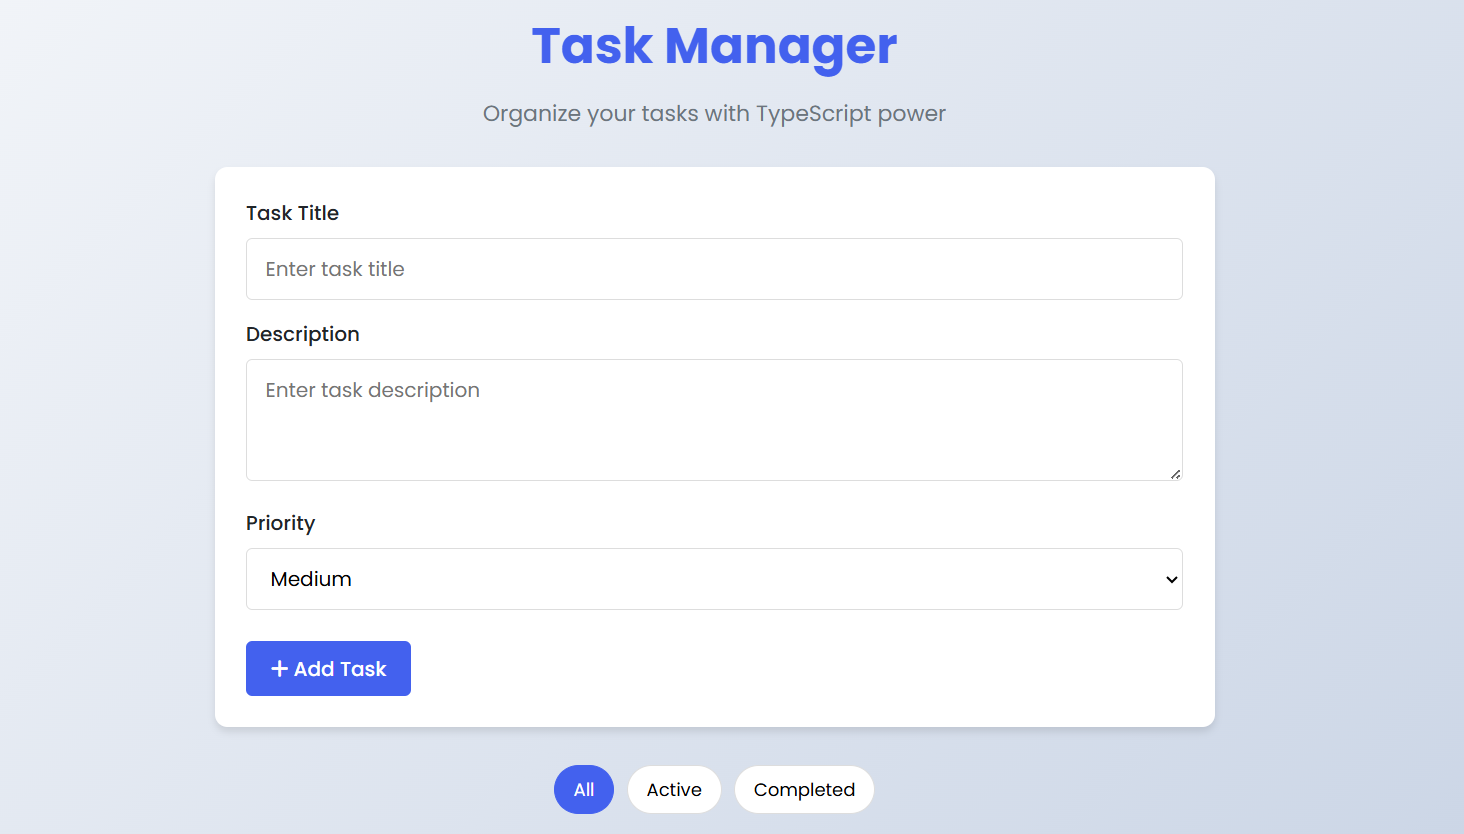 Task Manager
Organize your tasks with TypeScript power
Task Title
Enter task title
Description
Enter task description
Priority
Medium
+ Add Task
All Active Completed